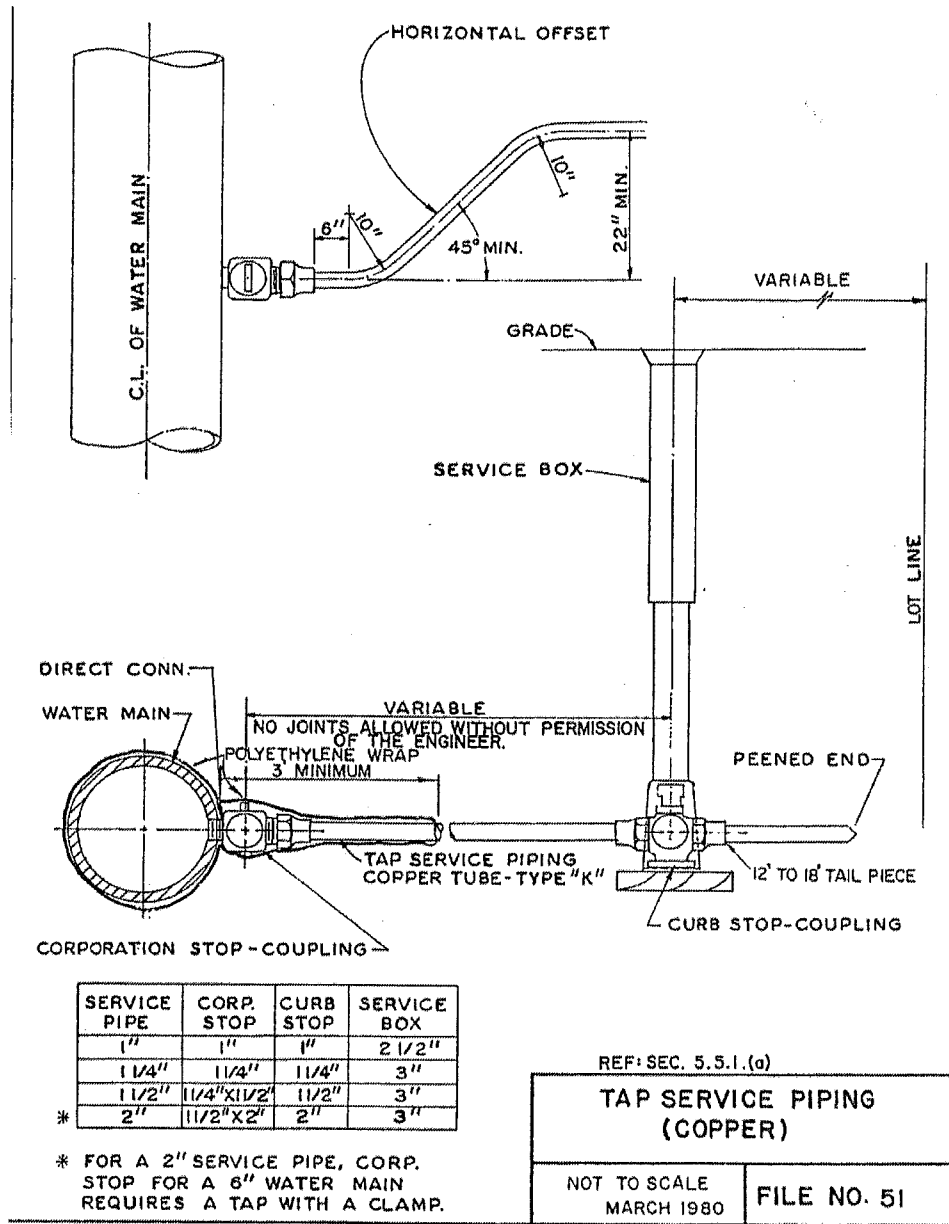 HORIZONTAL OFFSET
C.L. OF WATER MAIN
6"
10"
10"
45° MIN.
22" MIN.
VARIABLE
GRADE
SERVICE BOX
LOT LINE
DIRECT CONN.
WATER MAIN
VARIABLE
NO JOINTS ALLOWED WITHOUT PERMISSION
OF THE ENGINEER.
POLYETHYLENE WRAP
3' MINIMUM
PEENED END
TAP SERVICE PIPING
COPPER TUBE-TYPE "K"
12' TO 18' TAIL PIECE
CURB STOP-COUPLING
CORPORATION STOP-COUPLING
SERVICE PIPE CORP. STOP CURB STOP SERVICE BOX
1" 1" 1" 2 1/2"
1 1/4" 1 1/4" 1 1/4" 3"
1 1/2" 1 1/4"X1 1/2" 1 1/2" 3"
* 2" 1 1/2"X2" 2" 3"
* FOR A 2" SERVICE PIPE, CORP.
STOP FOR A 6" WATER MAIN
REQUIRES A TAP WITH A CLAMP.
REF: SEC. 5.5.1.(a)
TAP SERVICE PIPING
(COPPER)
NOT TO SCALE
MARCH 1980
FILE NO. 51